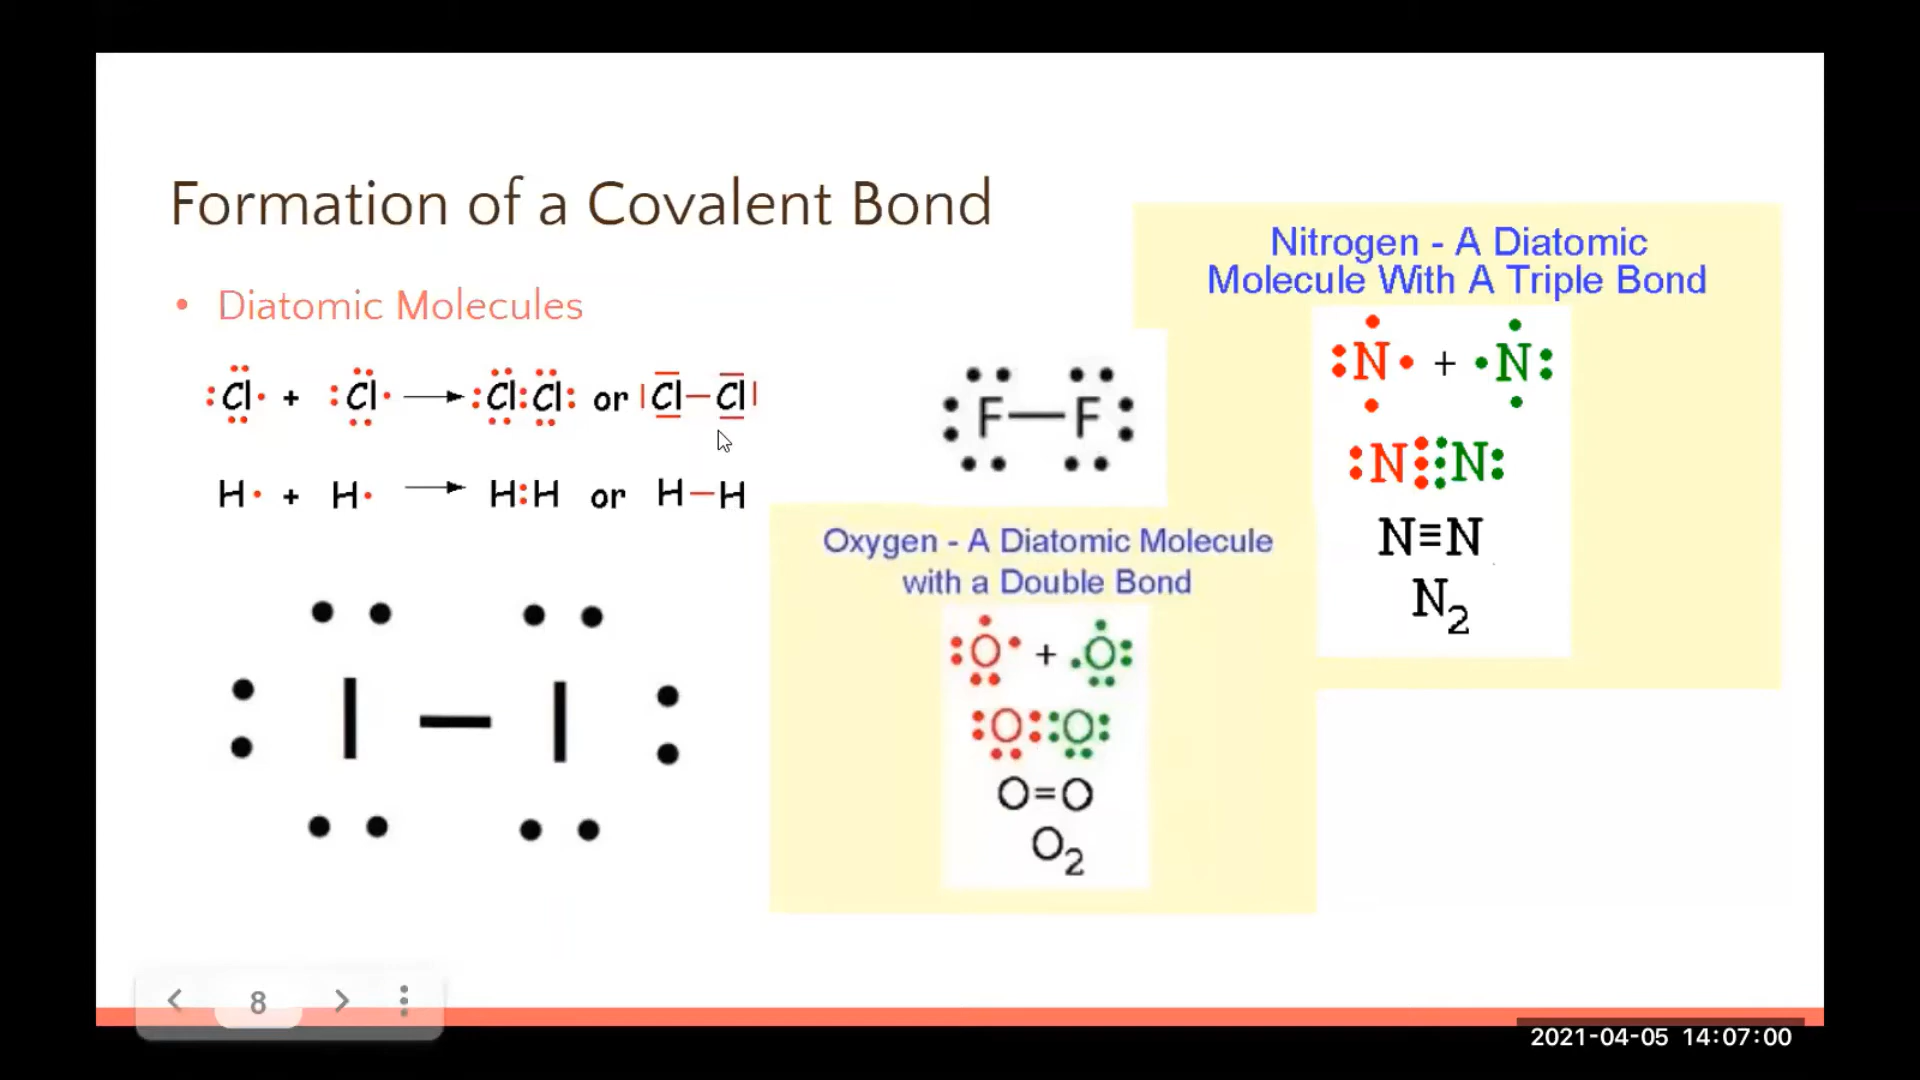 Formation of a Covalent Bond
• Diatomic Molecules
:Cl· + :Cl· → :Cl:Cl: or |Cl–Cl|
H· + H· → H:H or H–H
:I – I:
:F—F:
Oxygen - A Diatomic Molecule
with a Double Bond
:O· + .O:
:O::O:
O=O
O₂
Nitrogen - A Diatomic
Molecule With A Triple Bond
:N· + ·N:
:N⋮⋮N:
N≡N
N₂
8
2021-04-05 14:07:00